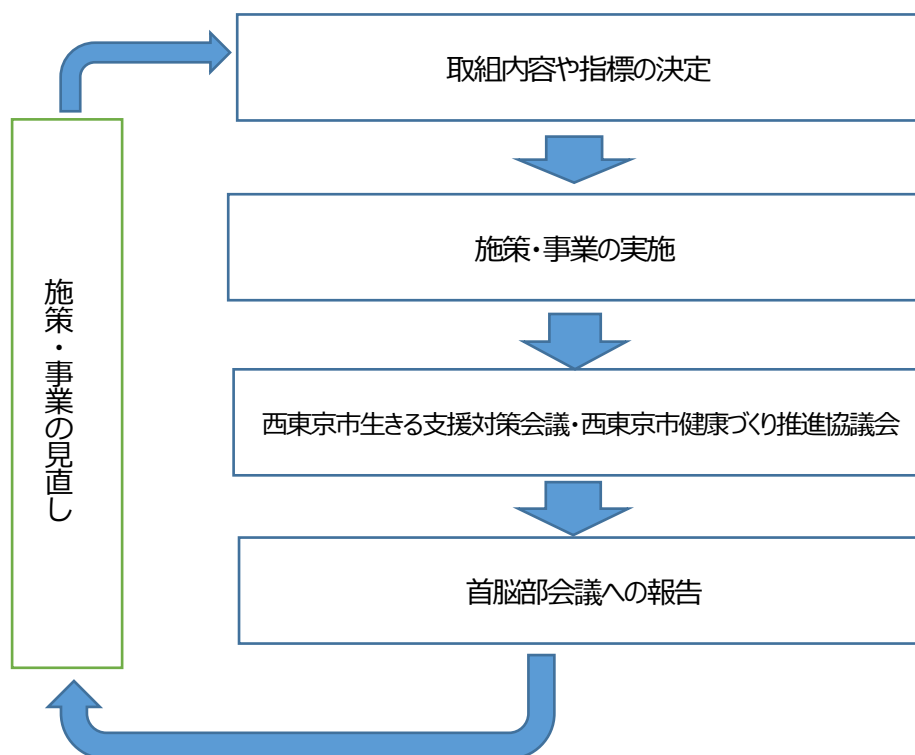 取組内容や指標の決定
施策・事業の実施
西東京市生きる支援対策会議・西東京市健康づくり推進協議会
首脳部会議への報告
施策・事業の見直し